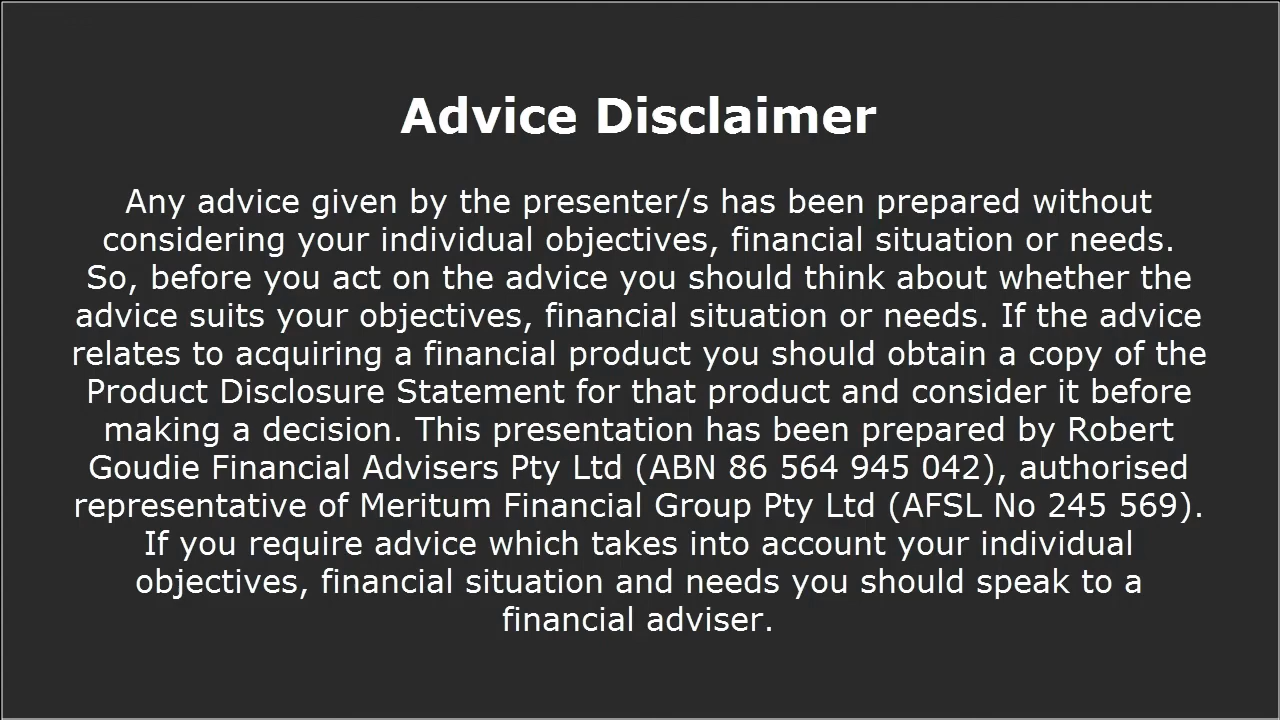 Advice Disclaimer
Any advice given by the presenter/s has been prepared without
considering your individual objectives, financial situation or needs.
So, before you act on the advice you should think about whether the
advice suits your objectives, financial situation or needs. If the advice
relates to acquiring a financial product you should obtain a copy of the
Product Disclosure Statement for that product and consider it before
making a decision. This presentation has been prepared by Robert
Goudie Financial Advisers Pty Ltd (ABN 86 564 945 042), authorised
representative of Meritum Financial Group Pty Ltd (AFSL No 245 569).
If you require advice which takes into account your individual
objectives, financial situation and needs you should speak to a
financial adviser.